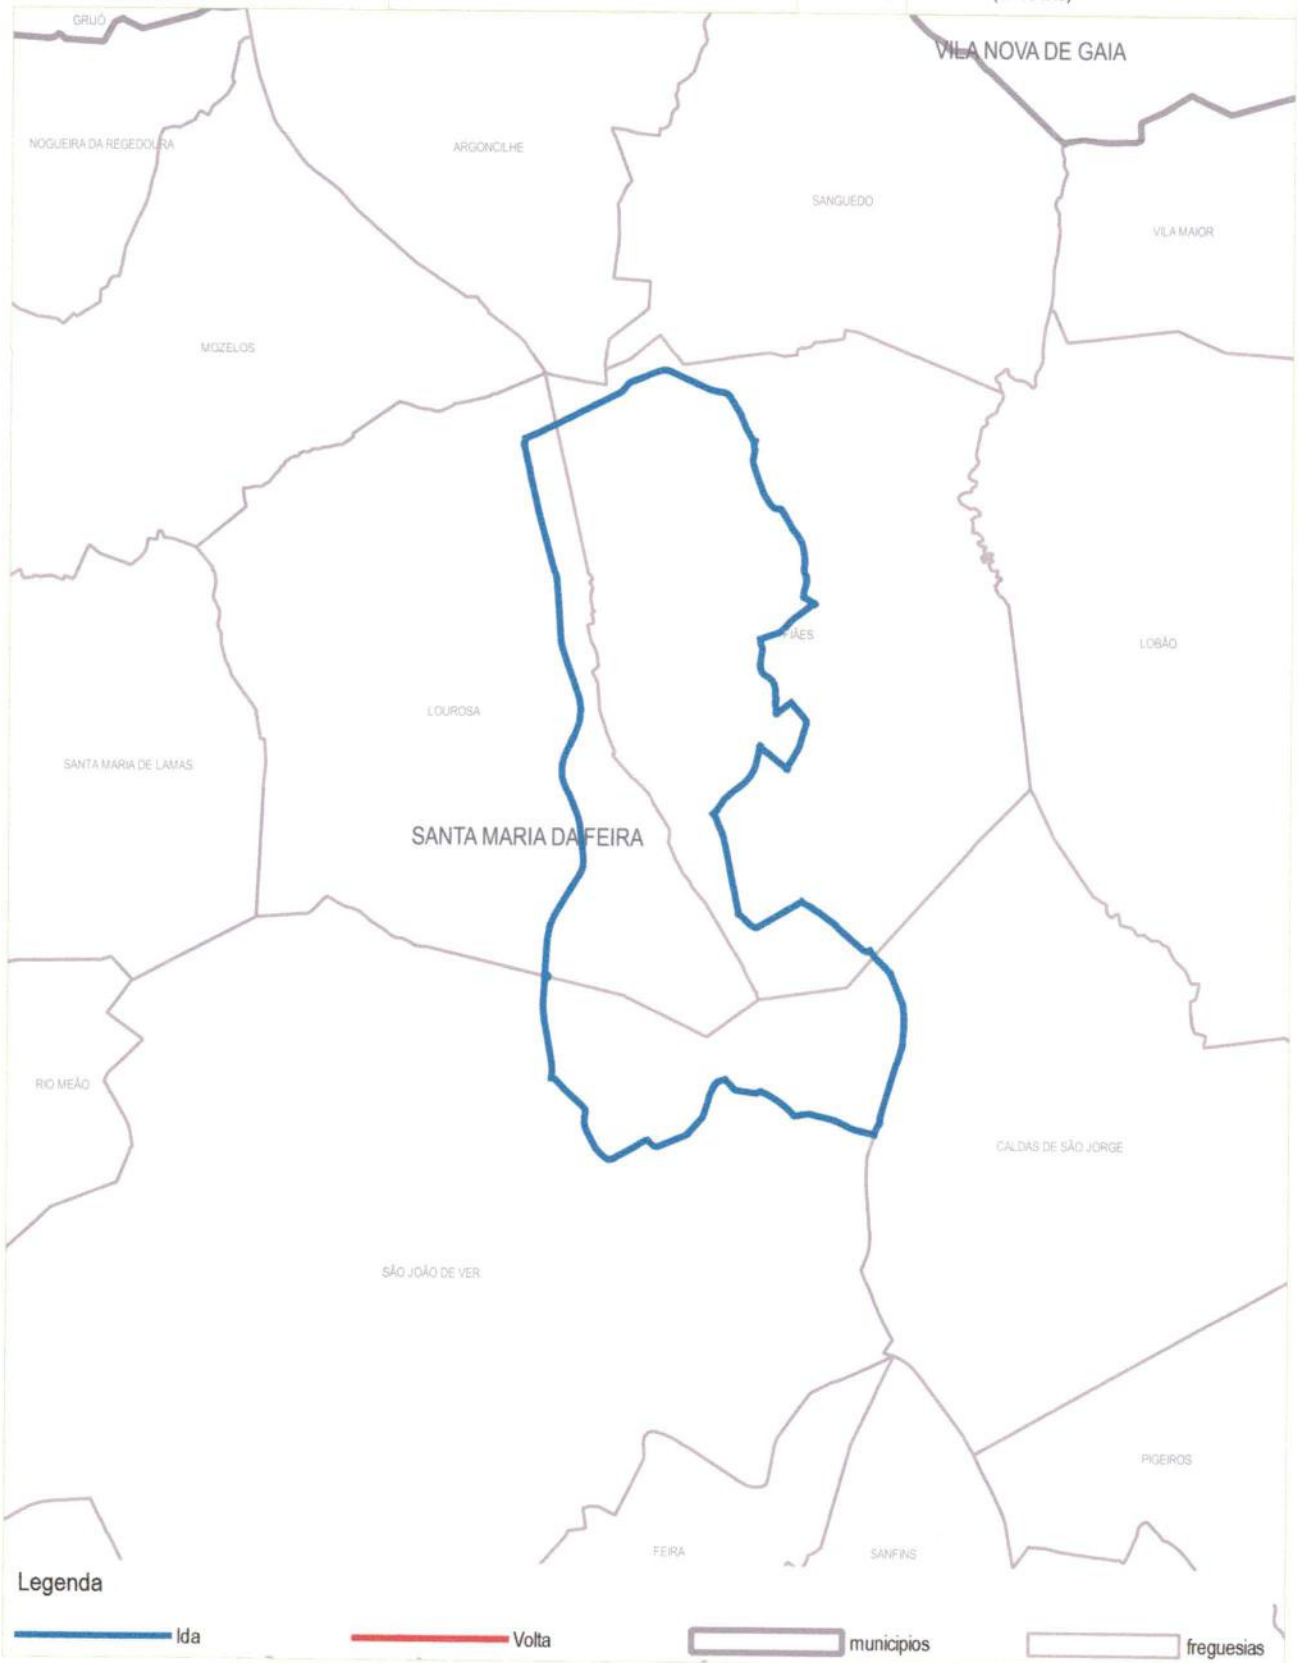 GRIJÓ
VILA NOVA DE GAIA
NOGUEIRA DA REGEDOURA
ARGONCILHE
SANGUEDO
VILA MAIOR
MOZELOS
FIÃES
LOBÃO
LOUROSA
SANTA MARIA DE LAMAS
SANTA MARIA DA FEIRA
RIO MEÃO
CALDAS DE SÃO JORGE
SÃO JOÃO DE VER
PIGEIROS
FEIRA
SANFINS
Legenda
Ida
Volta
municipios
freguesias